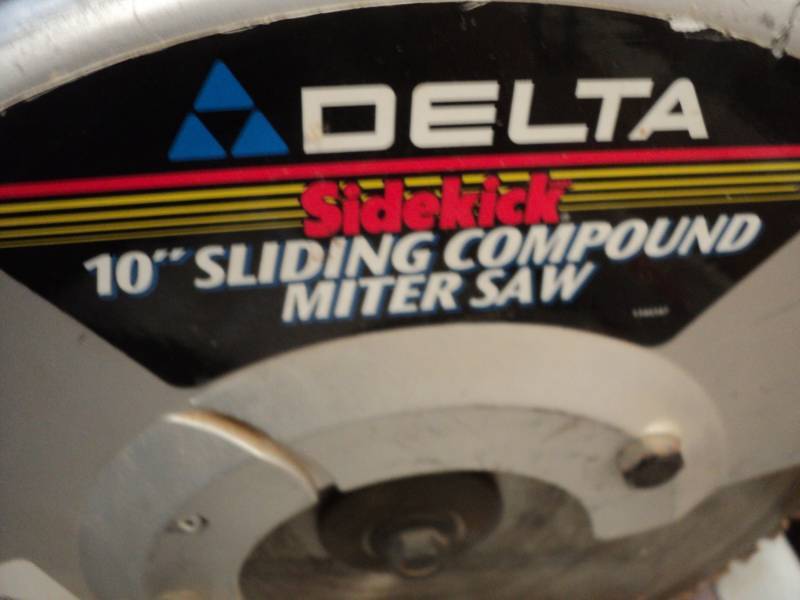 DELTA
Sidekick
10" SLIDING COMPOUND
MITER SAW